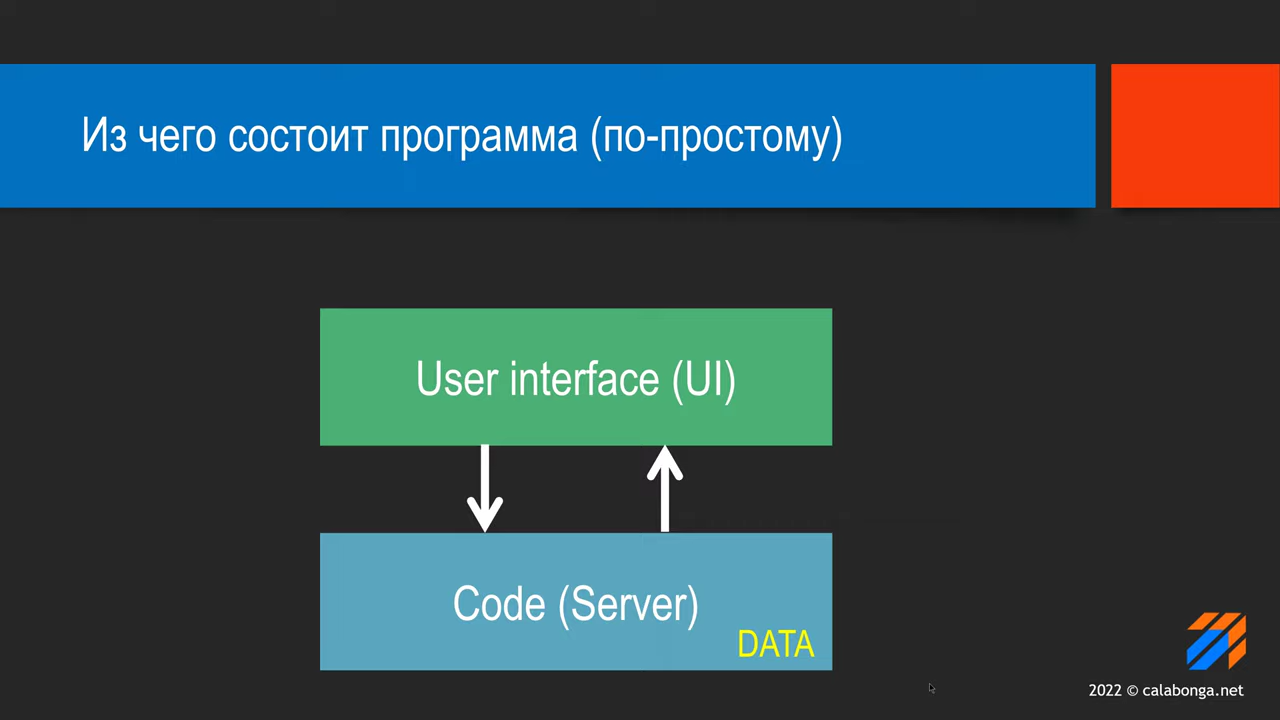 Из чего состоит программа (по-простому)
User interface (UI)
Code (Server)
DATA
2022 © calabonga.net